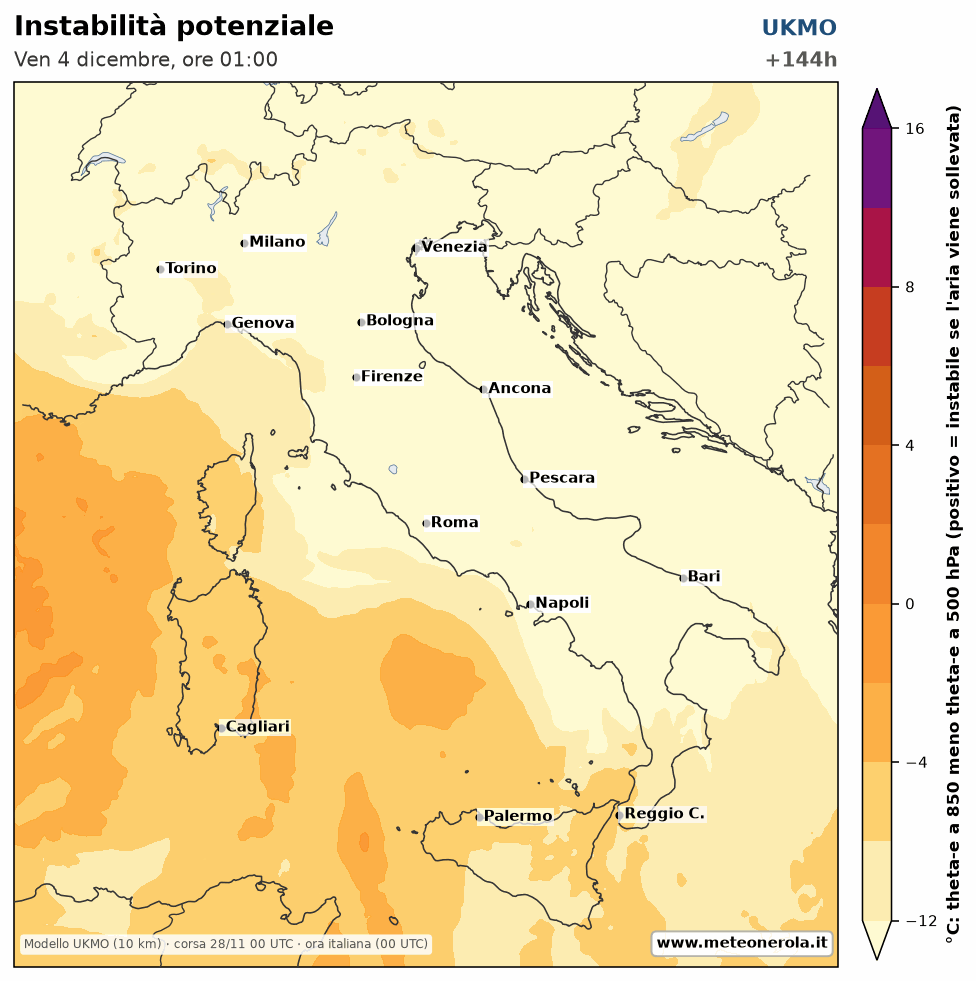 Instabilità potenziale
UKMO
Ven 4 dicembre, ore 01:00
+144h
Milano
Venezia
Torino
Genova
Bologna
Firenze
Ancona
Pescara
Roma
Bari
Napoli
Cagliari
Palermo
Reggio C.
Modello UKMO (10 km) · corsa 28/11 00 UTC · ora italiana (00 UTC)
www.meteonerola.it
16
8
4
0
−4
−12
°C: theta-e a 850 meno theta-e a 500 hPa (positivo = instabile se l'aria viene sollevata)